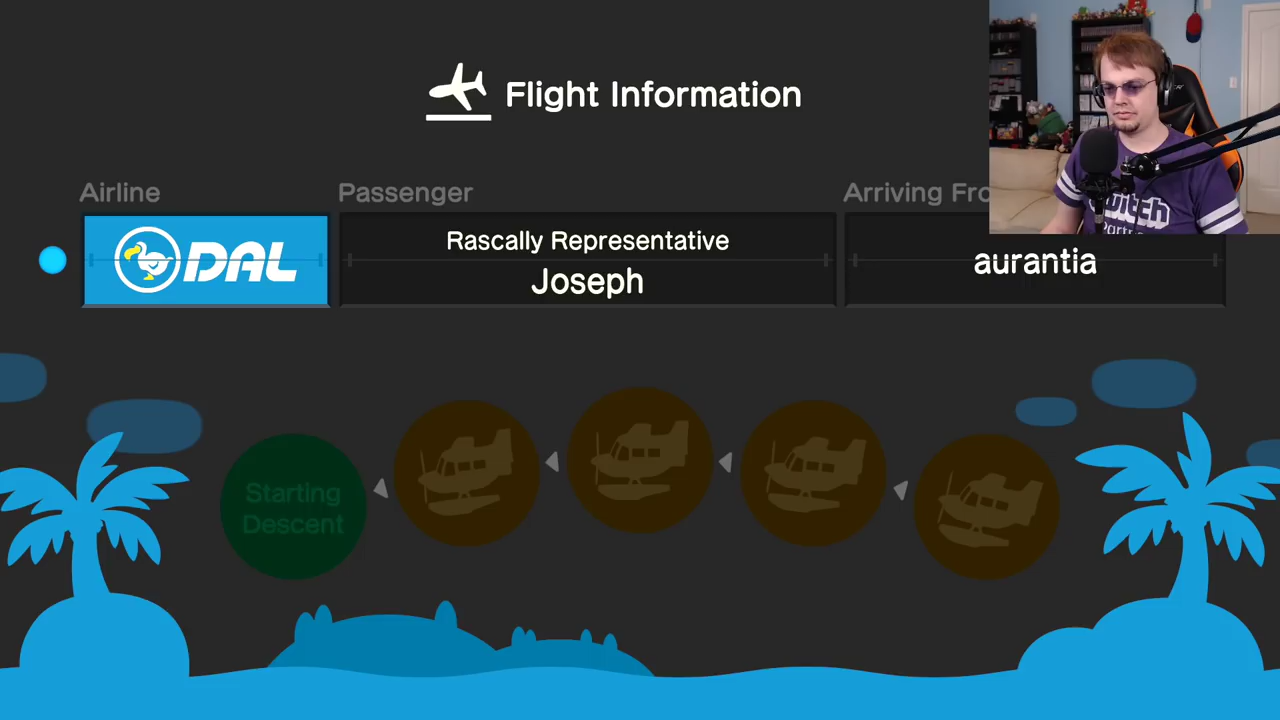 Flight Information
Airline
Passenger
Arriving Fro
DAL
Rascally Representative
Joseph
aurantia
Starting
Descent